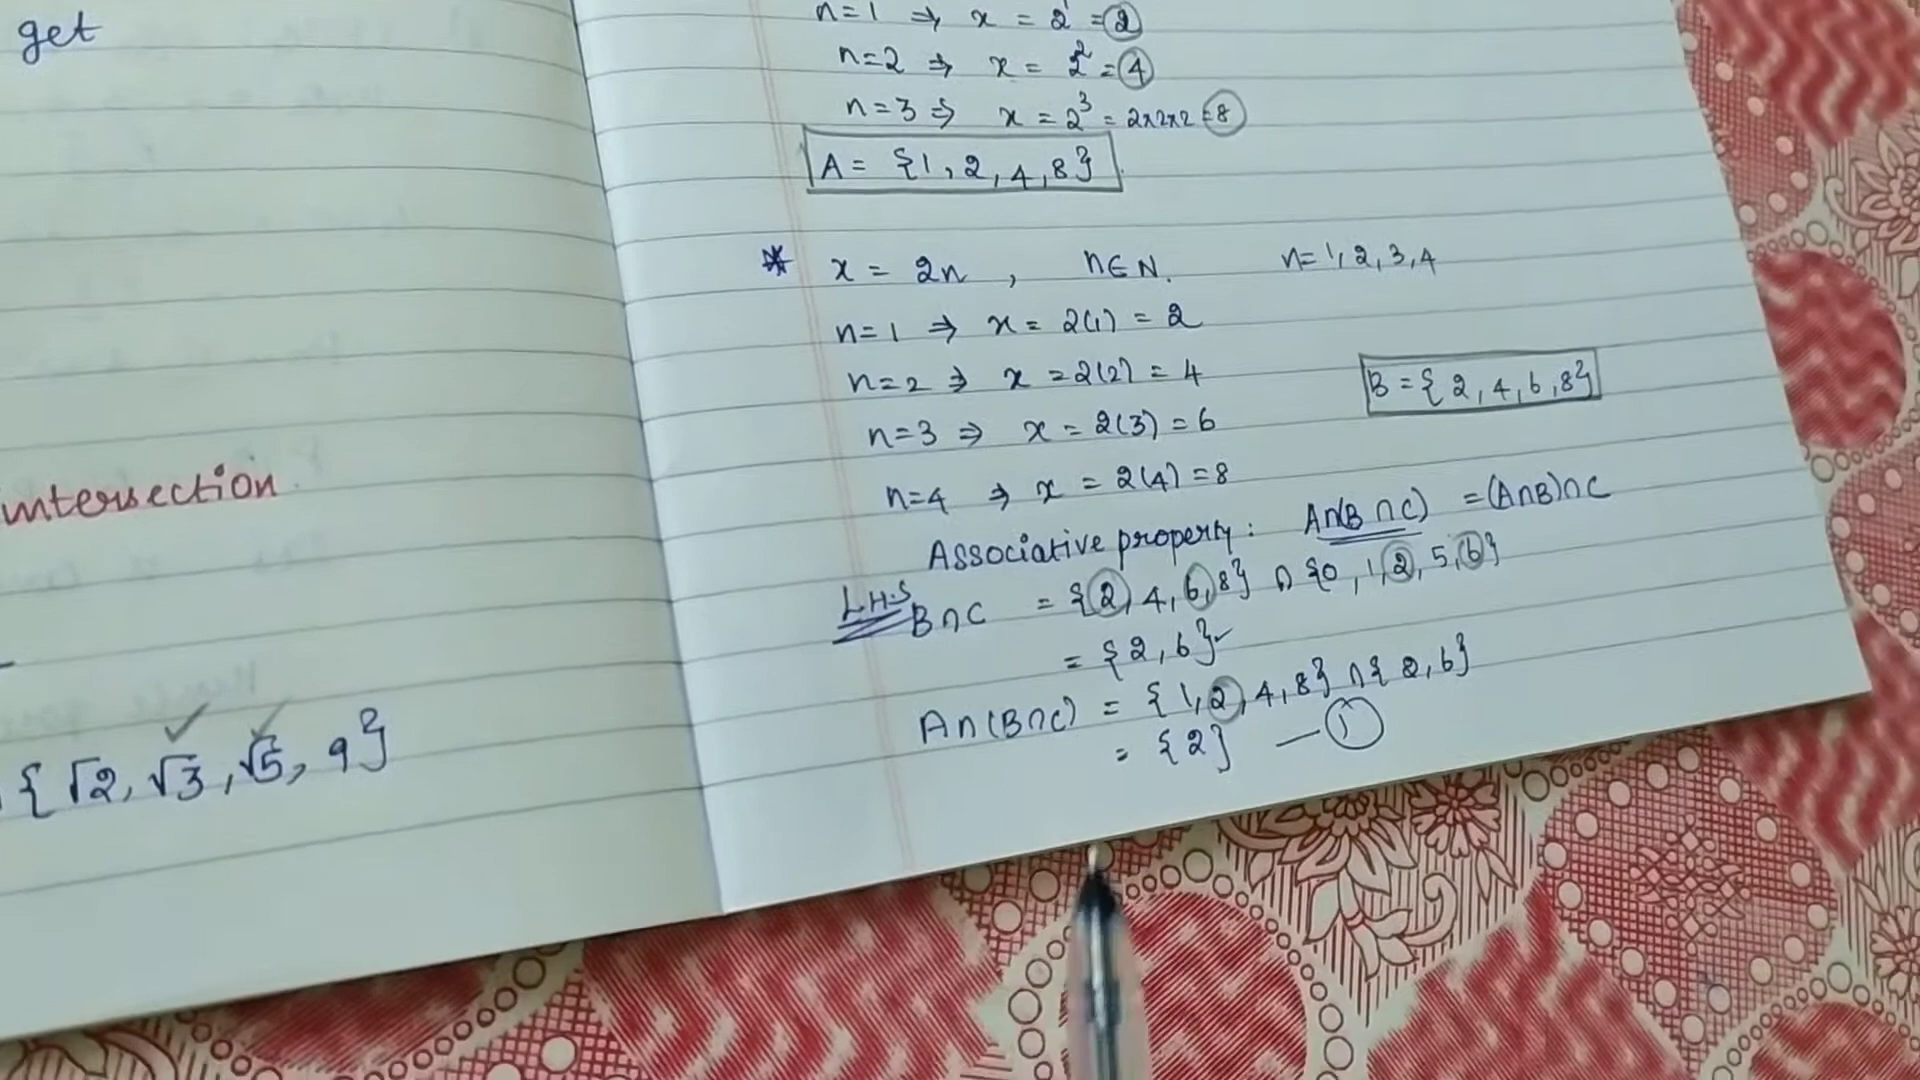 get
intersection.
{√2, √3, √5, 9}
n=1 ⇒ x = 2¹ = 2
n=2 ⇒ x = 2² = 4
n=3 ⇒ x = 2³ = 2x2x2 = 8
A = {1, 2, 4, 8}
* x = 2n , n∈N. n= 1, 2, 3, 4
n=1 ⇒ x = 2(1) = 2
n=2 ⇒ x = 2(2) = 4
B = { 2, 4, 6, 8}
n=3 ⇒ x = 2(3) = 6
n=4 ⇒ x = 2(4) = 8
Associative property: A∩(B∩C) = (A∩B)∩C
L.H.S B∩C = {2, 4, 6, 8} ∩ {0, 1, 2, 5, 6}
= {2, 6}
A∩(B∩C) = {1, 2, 4, 8} ∩ {2, 6}
= {2} — 1